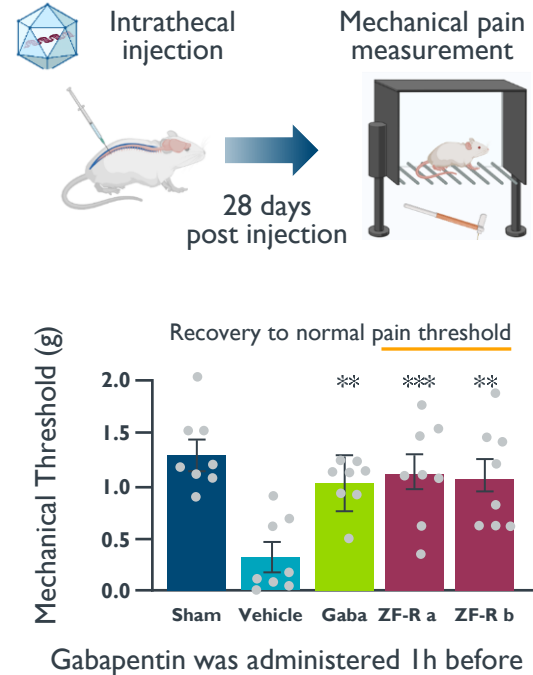 Intrathecal
injection
Mechanical pain
measurement
28 days
post injection
Recovery to normal pain threshold
Mechanical Threshold (g)
** *** **
2.0
1.5
1.0
0.5
0.0
Sham Vehicle Gaba ZF-R a ZF-R b
Gabapentin was administered 1h before